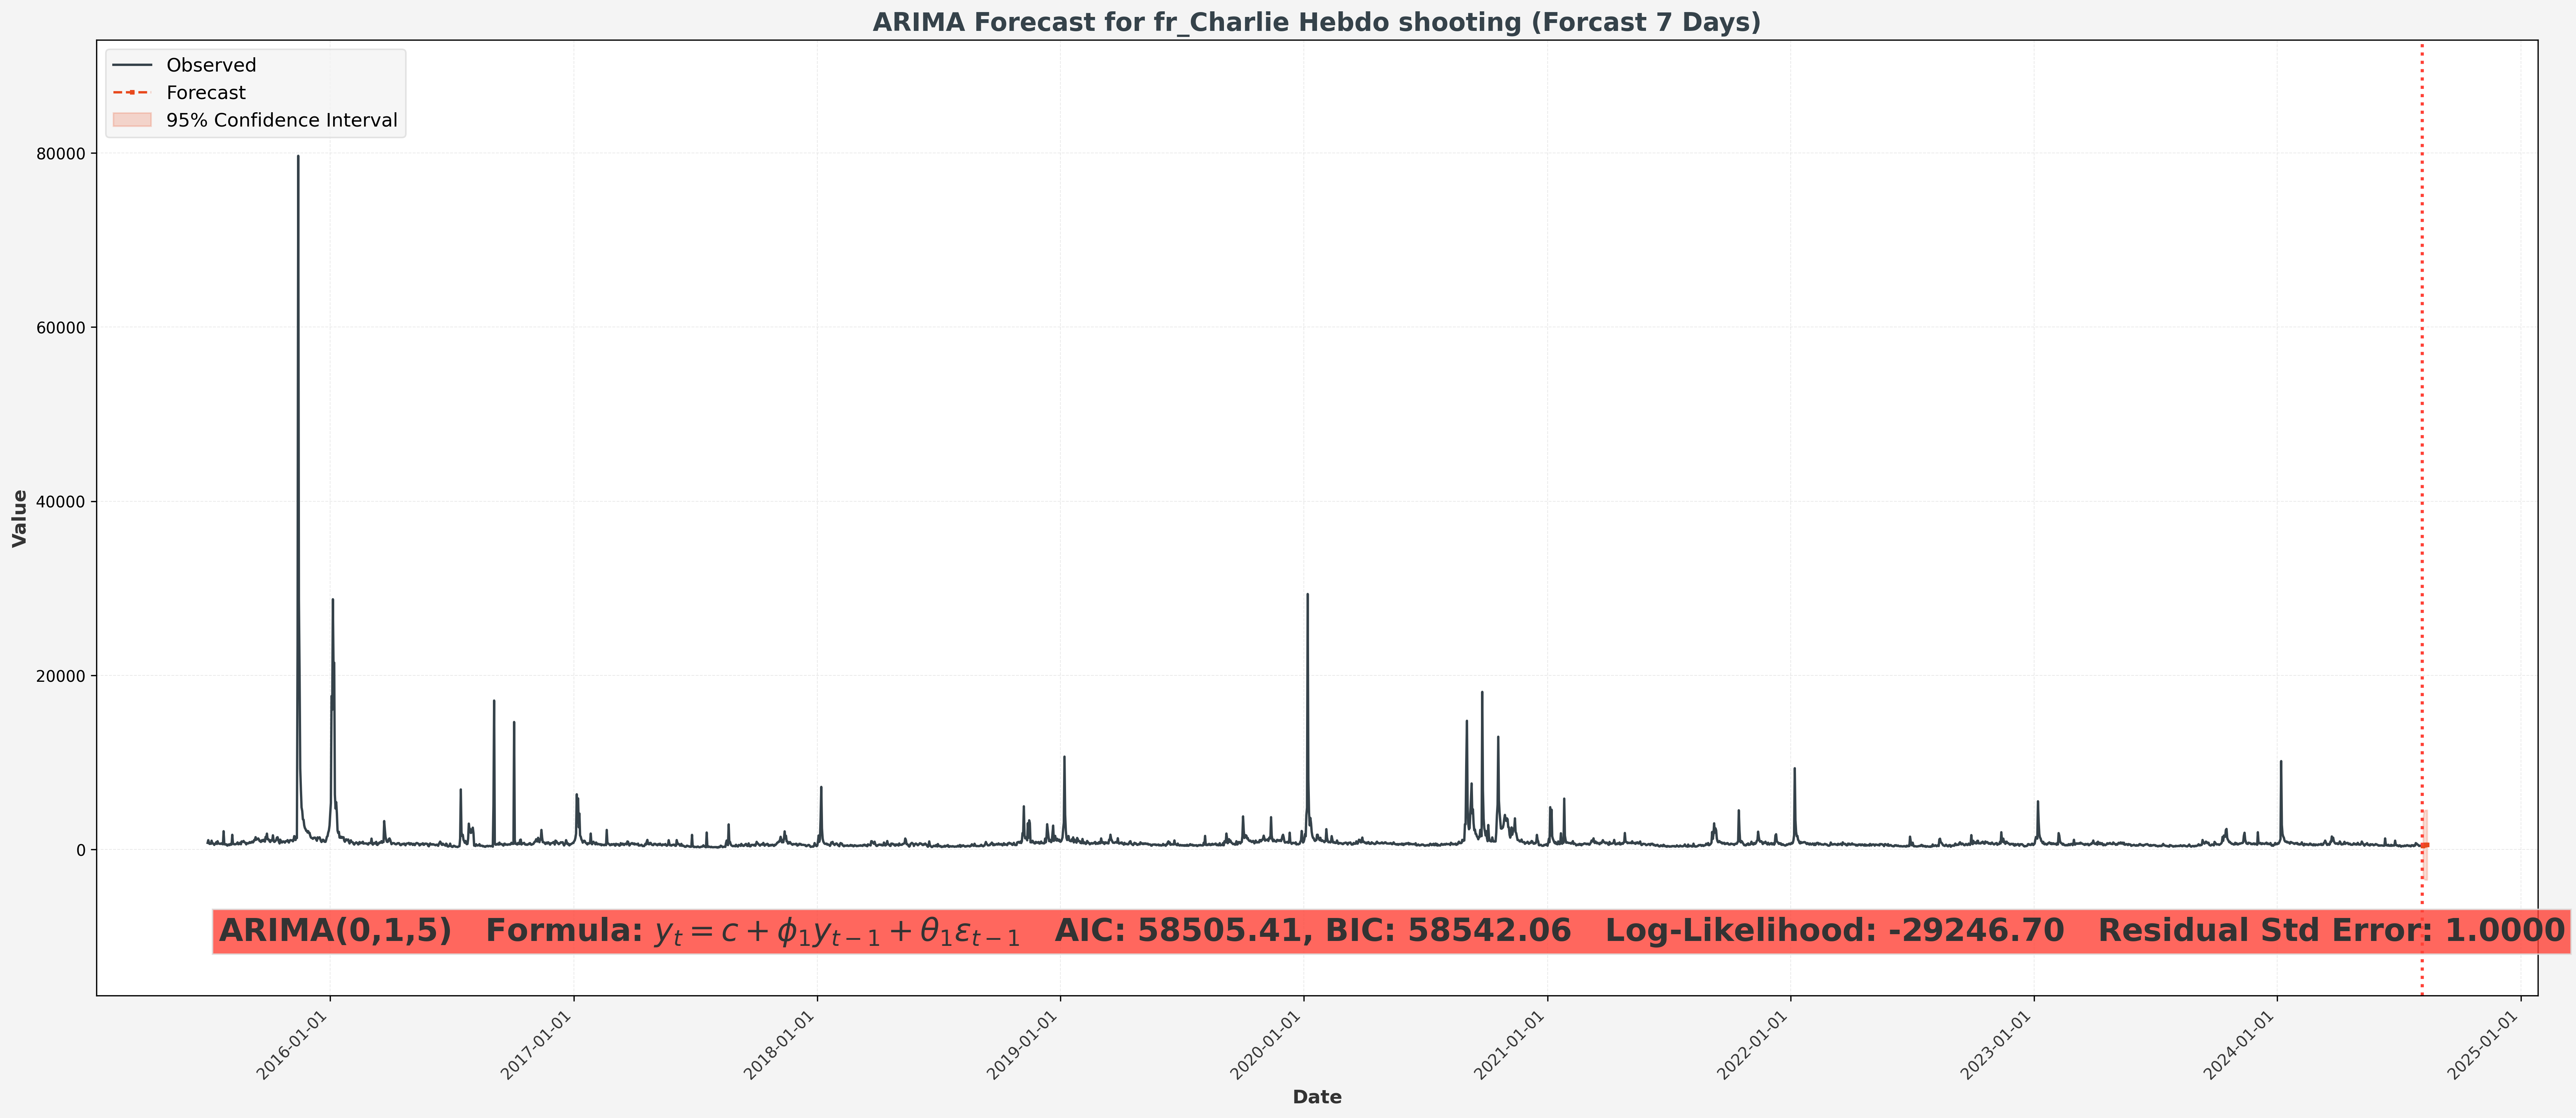 ARIMA Forecast for fr_Charlie Hebdo shooting (Forcast 7 Days)
Observed
Forecast
95% Confidence Interval
Value
80000
60000
40000
20000
0
ARIMA(0,1,5) Formula: $y_t = c + \phi_1 y_{t-1} + \theta_1 \epsilon_{t-1}$ AIC: 58505.41, BIC: 58542.06 Log-Likelihood: -29246.70 Residual Std Error: 1.0000
2016-01-01
2017-01-01
2018-01-01
2019-01-01
2020-01-01
2021-01-01
2022-01-01
2023-01-01
2024-01-01
2025-01-01
Date